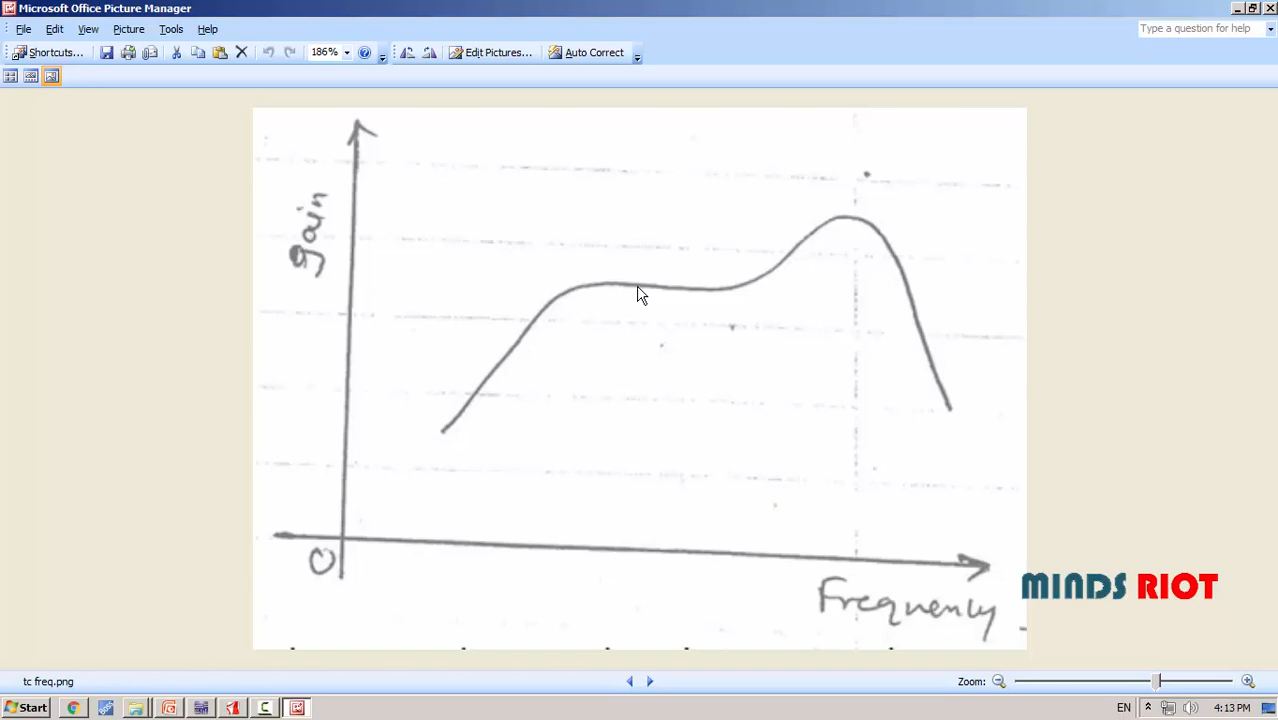 Microsoft Office Picture Manager
File Edit View Picture Tools Help
Type a question for help
Shortcuts... 186% Edit Pictures... Auto Correct
gain
O
Frequency
MINDS RIOT
tc freq.png
Zoom:
Start
EN
4:13 PM